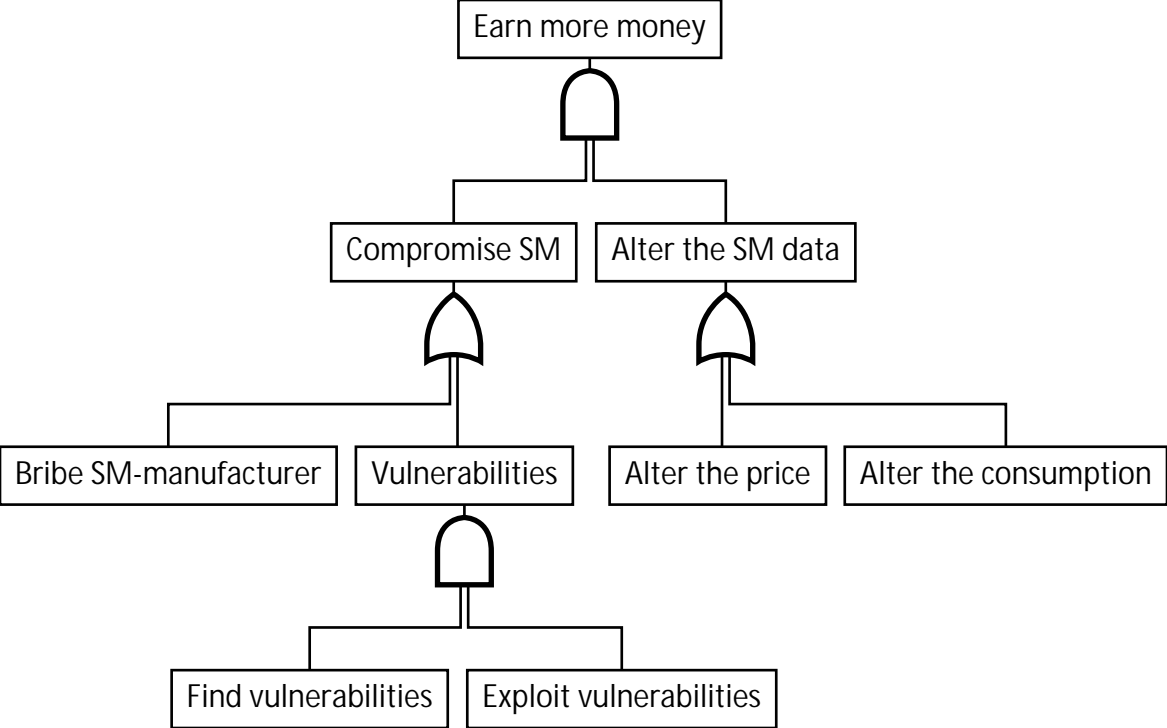 Earn more money
Compromise SM
Alter the SM data
Bribe SM-manufacturer
Vulnerabilities
Alter the price
Alter the consumption
Find vulnerabilities
Exploit vulnerabilities